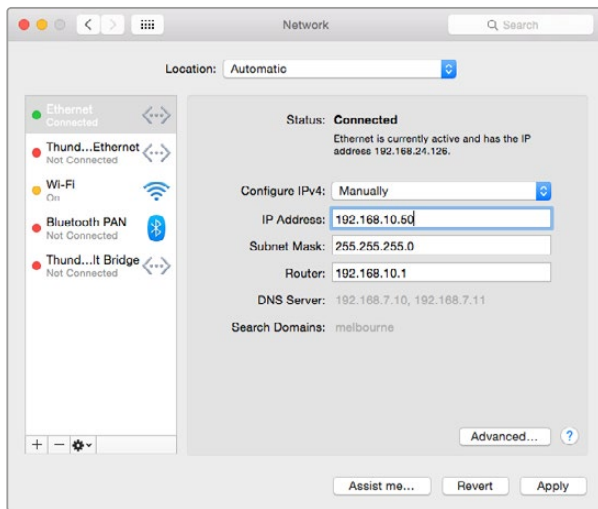 Network
Search
Location: Automatic
Ethernet
Connected
Thund...Ethernet
Not Connected
Wi-Fi
On
Bluetooth PAN
Not Connected
Thund...lt Bridge
Not Connected
Status: Connected
Ethernet is currently active and has the IP
address 192.168.24.126.
Configure IPv4: Manually
IP Address: 192.168.10.50
Subnet Mask: 255.255.255.0
Router: 192.168.10.1
DNS Server: 192.168.7.10, 192.168.7.11
Search Domains: melbourne
Advanced...
?
Assist me...
Revert
Apply